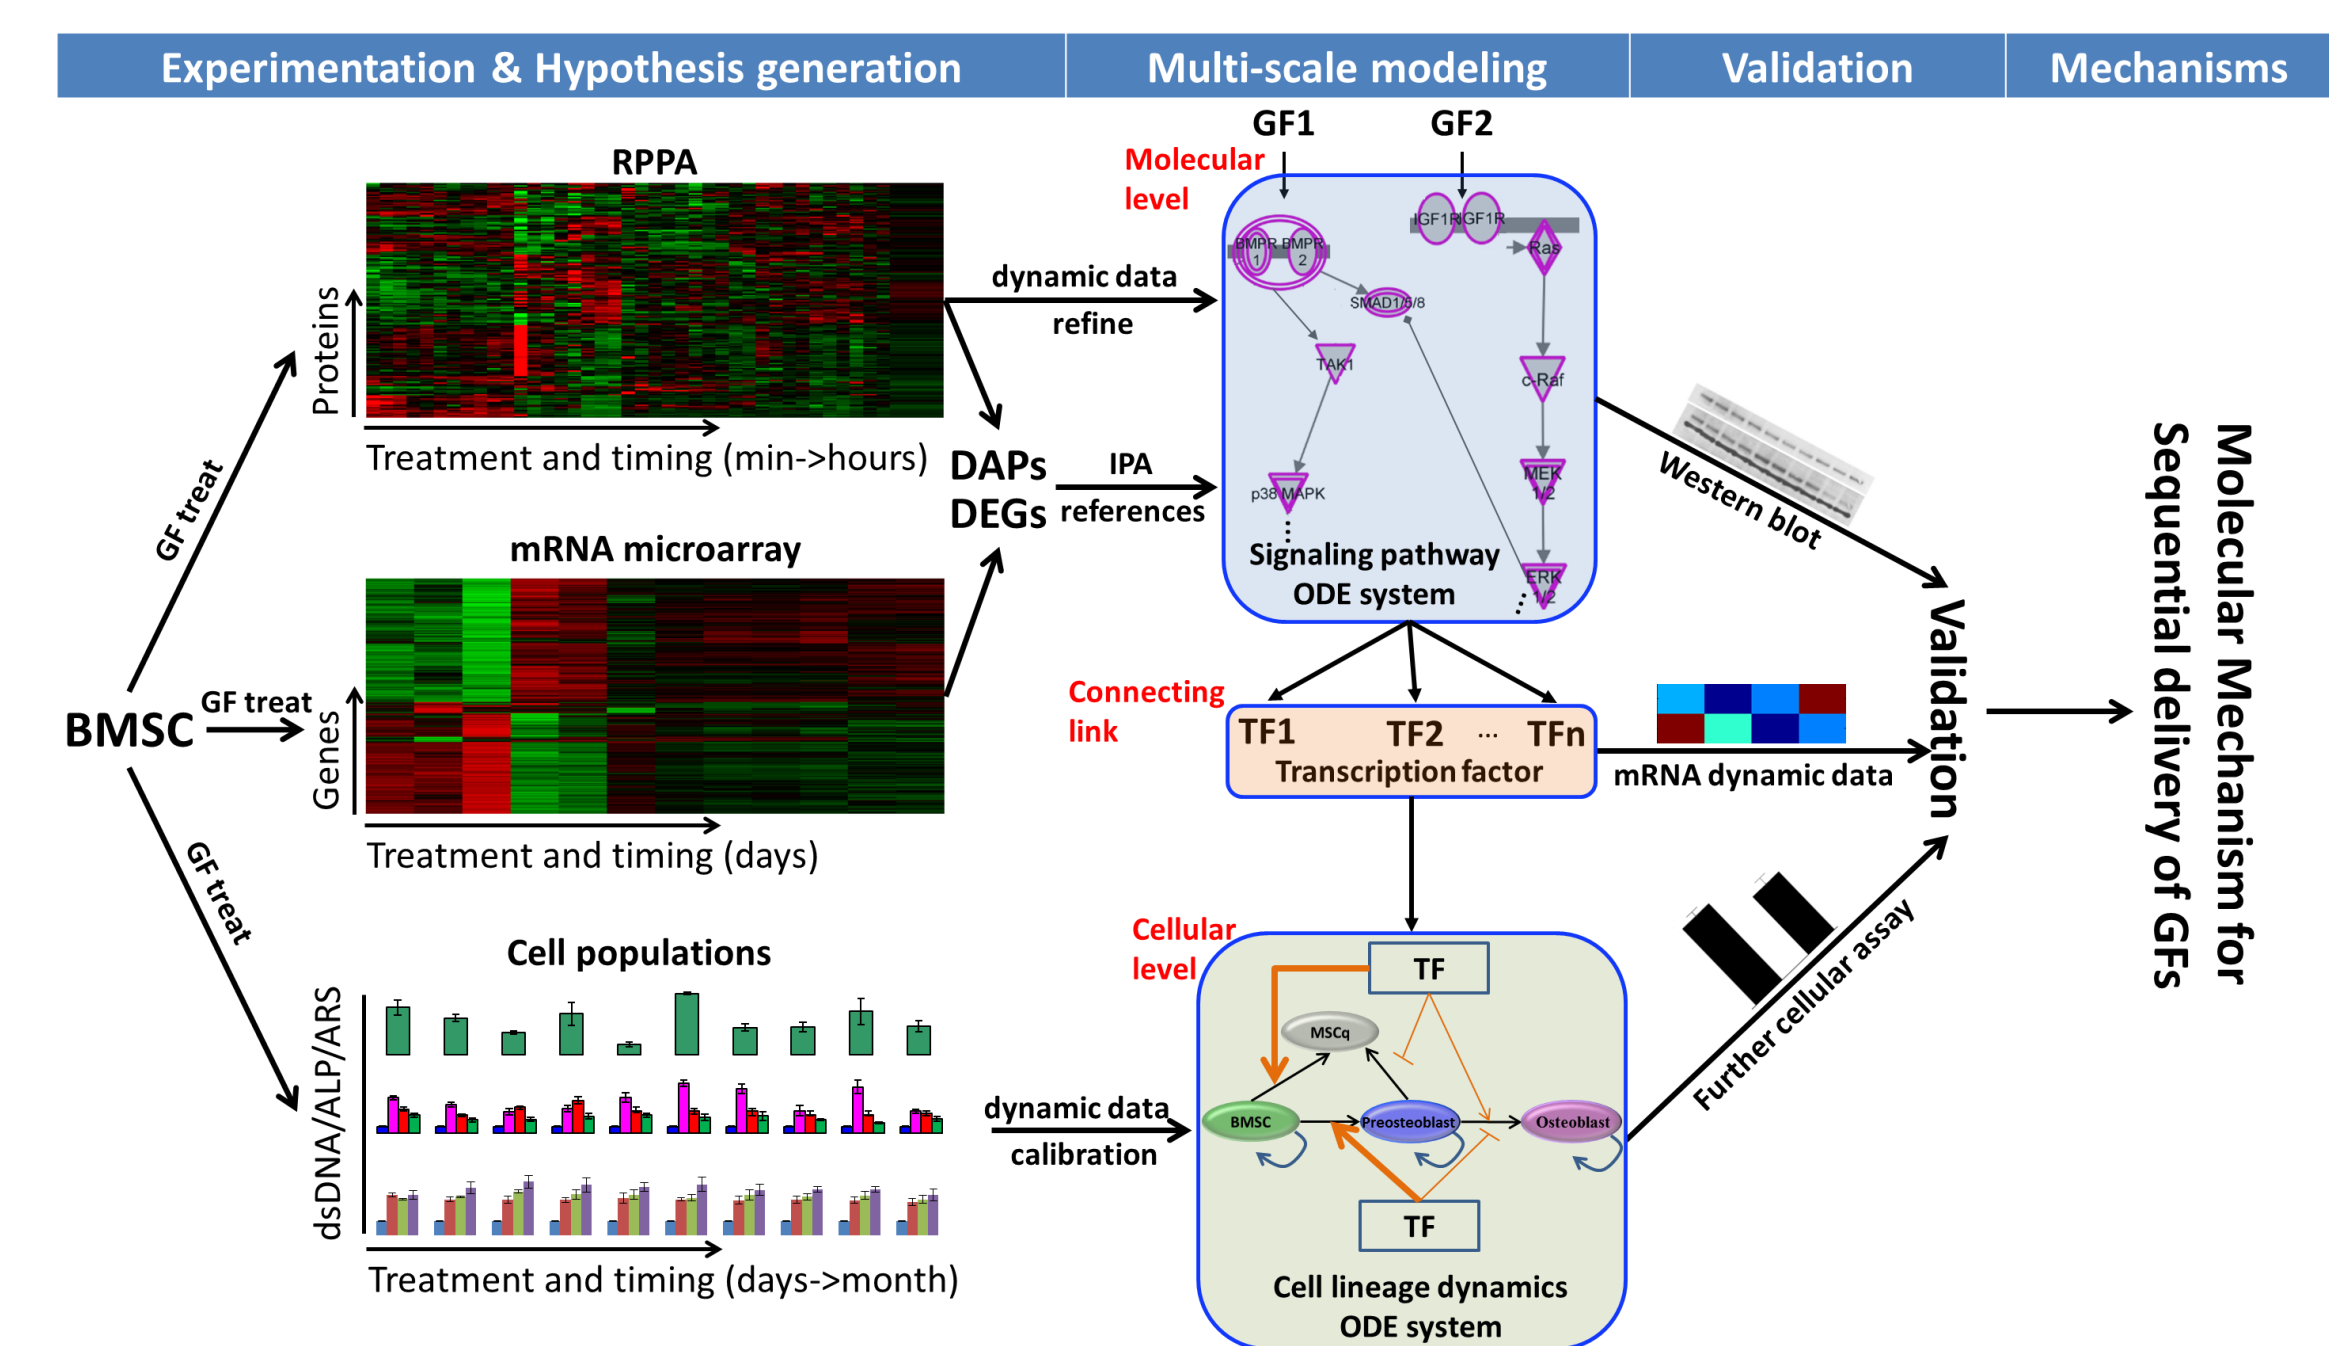 Experimentation & Hypothesis generation
Multi-scale modeling
Validation
Mechanisms
RPPA
Proteins
Treatment and timing (min->hours)
mRNA microarray
Genes
Treatment and timing (days)
Cell populations
dsDNA/ALP/ARS
Treatment and timing (days->month)
BMSC
GF treat
GF treat
GF treat
dynamic data
refine
DAPs
DEGs
IPA
references
dynamic data
calibration
GF1
GF2
Molecular
level
IGF1R
IGF1R
Ras
BMPR
1
BMPR
2
SMAD1/5/8
TAK1
c-Raf
p38 MAPK
MEK
1/2
ERK
1/2
Signaling pathway
ODE system
Connecting
link
TF1
TF2
...
TFn
Transcription factor
Cellular
level
TF
MSCq
BMSC
Preosteoblast
Osteoblast
TF
Cell lineage dynamics
ODE system
Western blot
mRNA dynamic data
Further cellular assay
Validation
Molecular Mechanism for
Sequential delivery of GFs